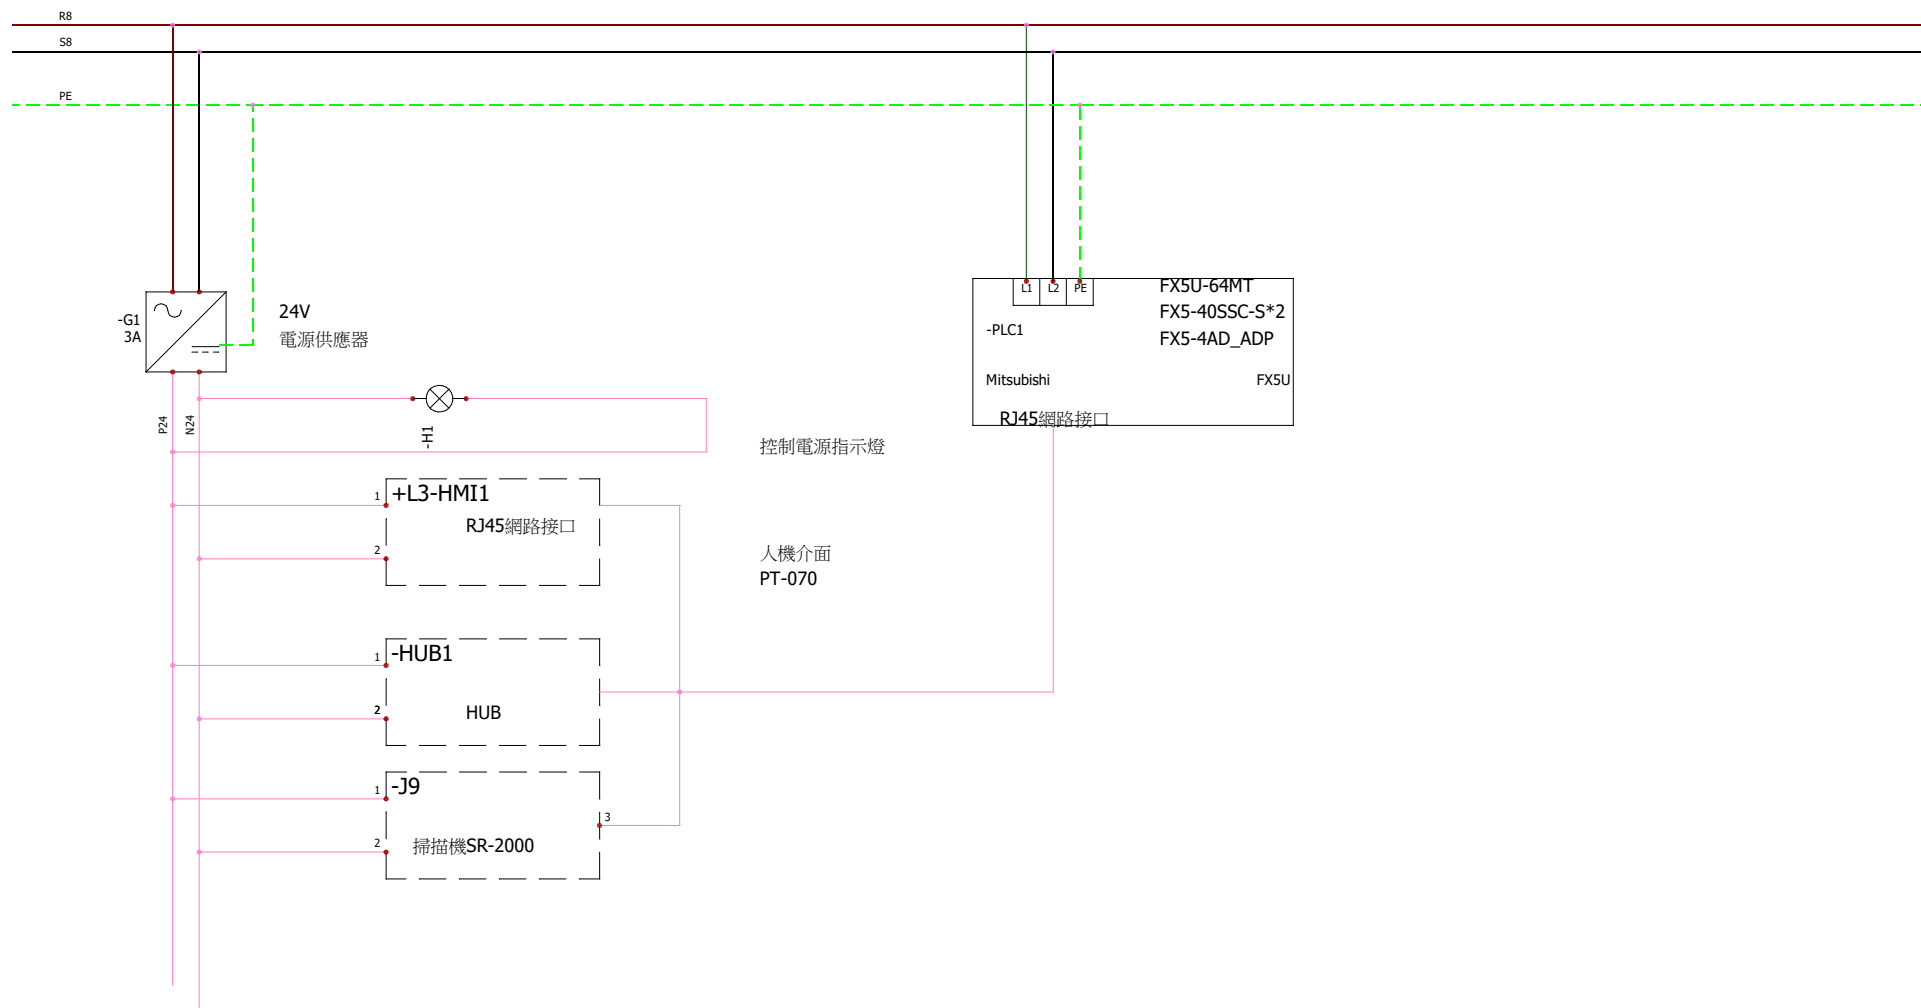 R8
S8
PE
-G1
3A
24V
電源供應器
L1
L2
PE
FX5U-64MT
FX5-40SSC-S*2
FX5-4AD_ADP
-PLC1
Mitsubishi
FX5U
RJ45網路接口
P24
N24
-H1
控制電源指示燈
1
+L3-HMI1
RJ45網路接口
2
人機介面
PT-070
1
-HUB1
2
HUB
1
-J9
3
2
掃描機SR-2000